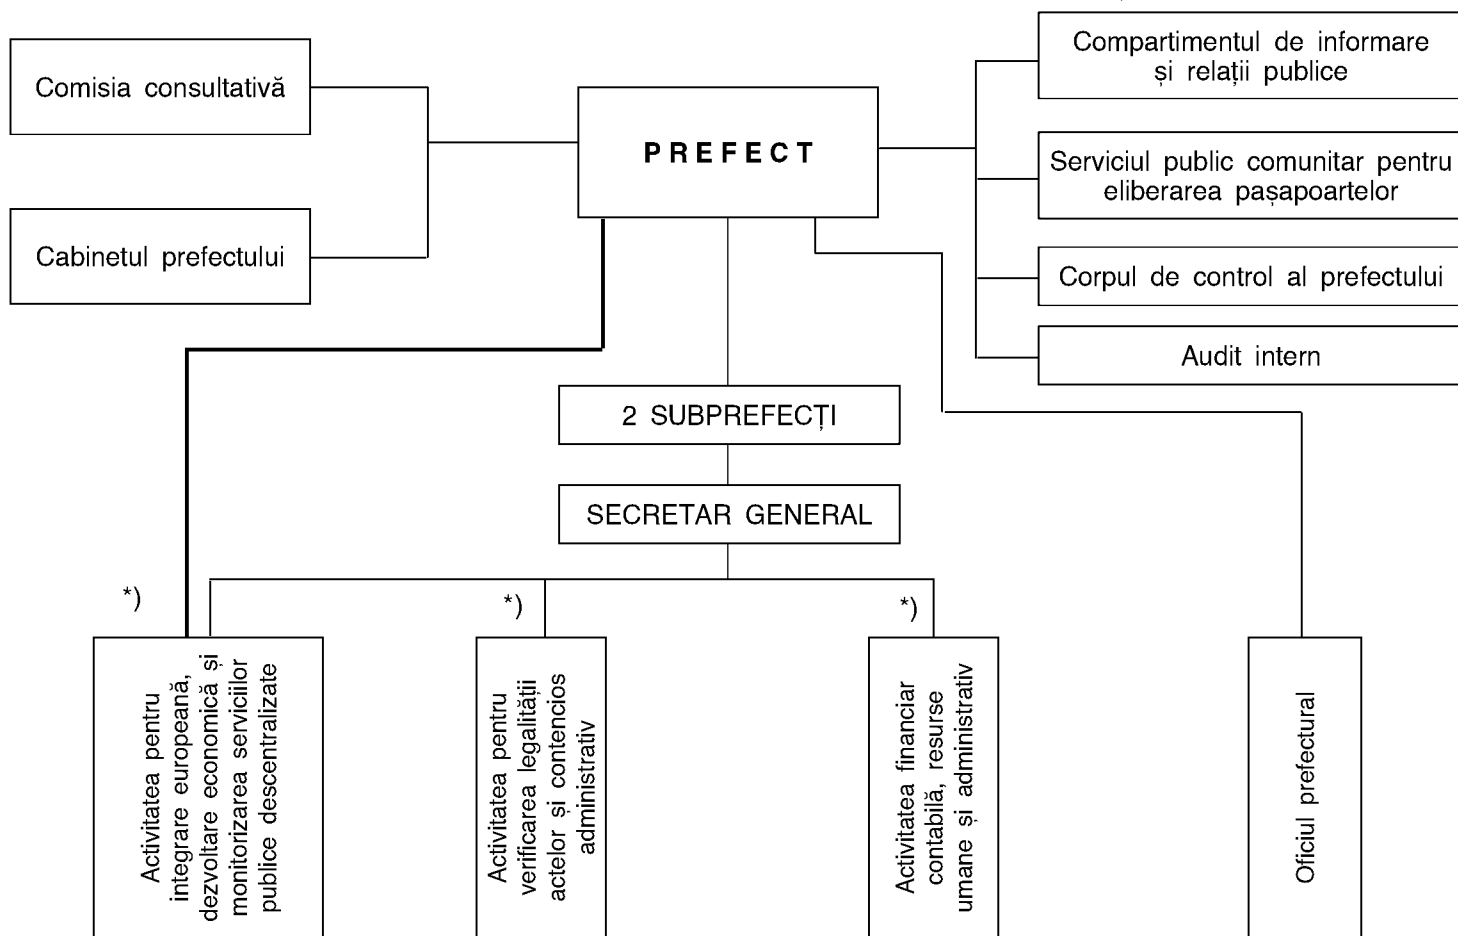 Compartimentul de informare
și relații publice
Comisia consultativă
PREFECT
Serviciul public comunitar pentru
eliberarea pașapoartelor
Cabinetul prefectului
Corpul de control al prefectului
Audit intern
2 SUBPREFECȚI
SECRETAR GENERAL
*)
*)
*)
Activitatea pentru
integrare europeană,
dezvoltare economică și
monitorizarea serviciilor
publice descentralizate
Activitatea pentru
verificarea legalității
actelor și contencios
administrativ
Activitatea financiar
contabilă, resurse
umane și administrativ
Oficiul prefectural